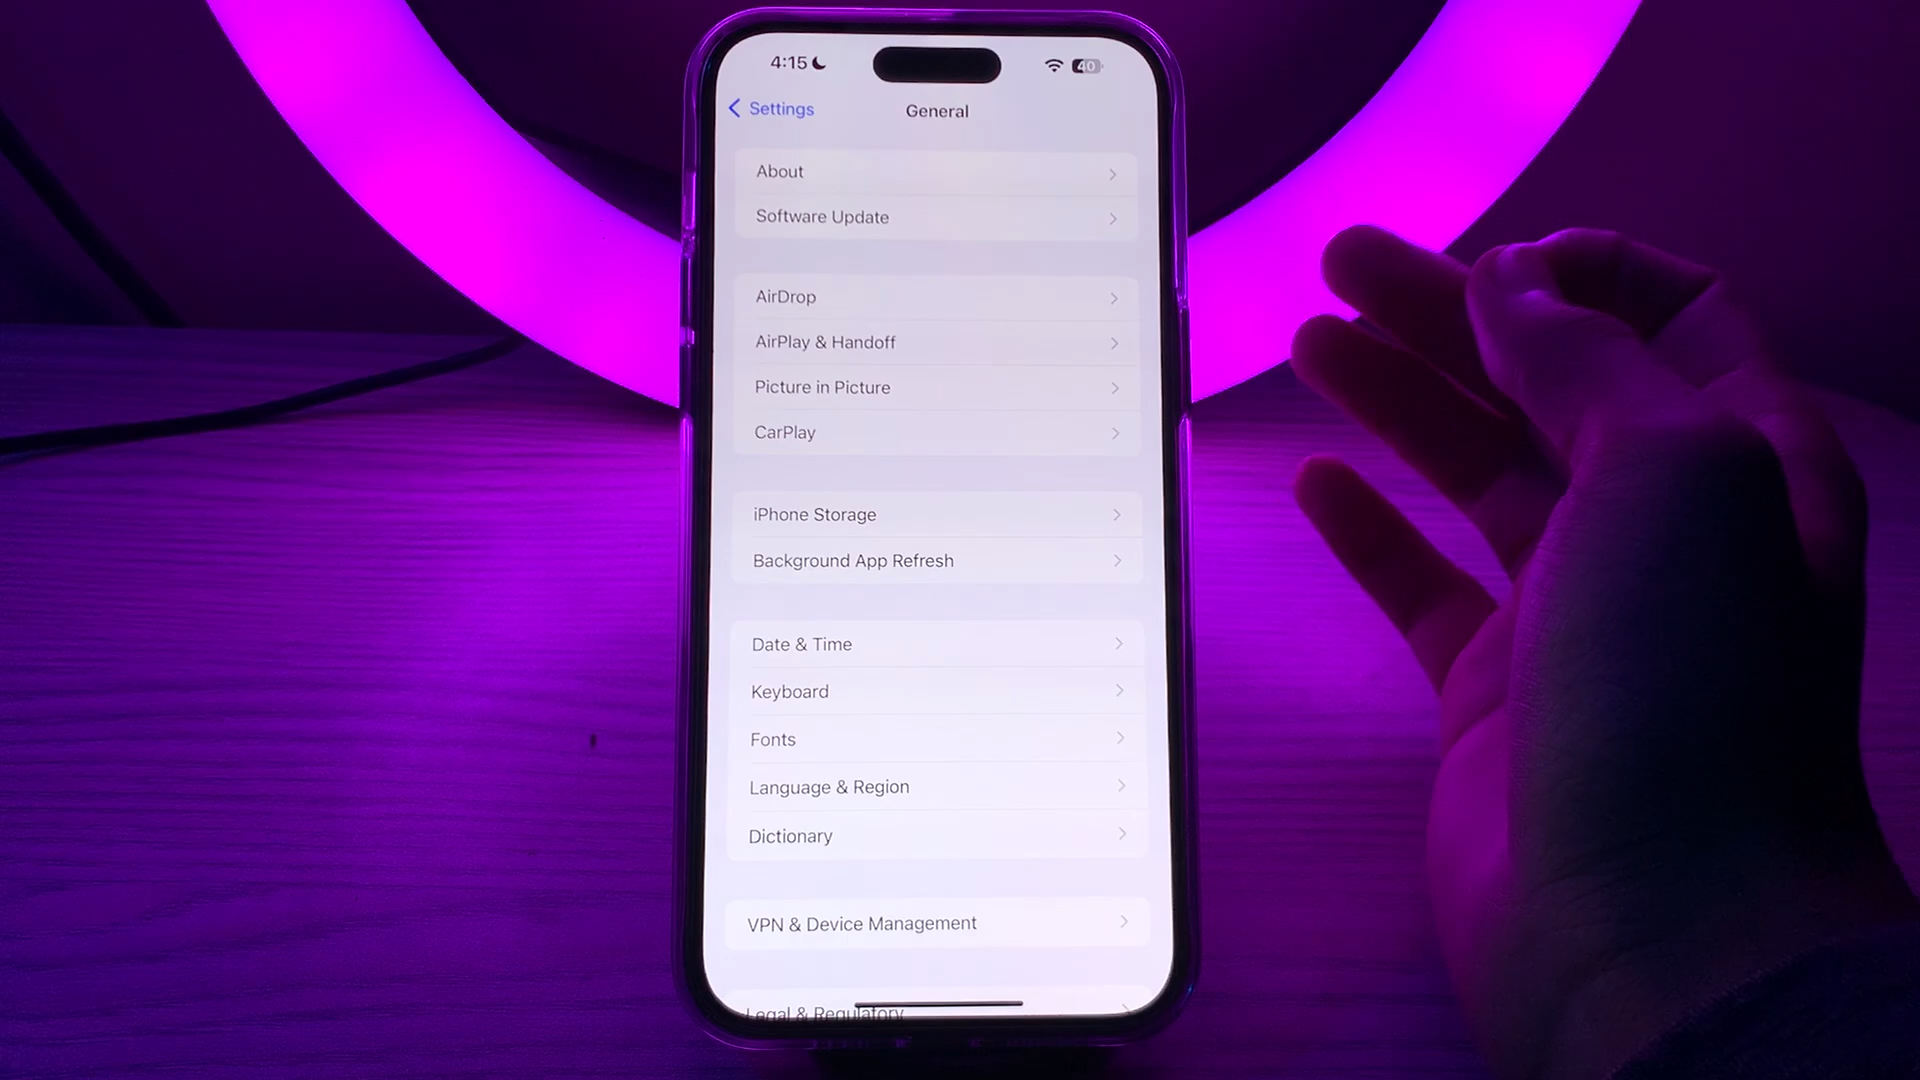 4:15
40
Settings
General
About
Software Update
AirDrop
AirPlay & Handoff
Picture in Picture
CarPlay
iPhone Storage
Background App Refresh
Date & Time
Keyboard
Fonts
Language & Region
Dictionary
VPN & Device Management
Legal & Regulatory